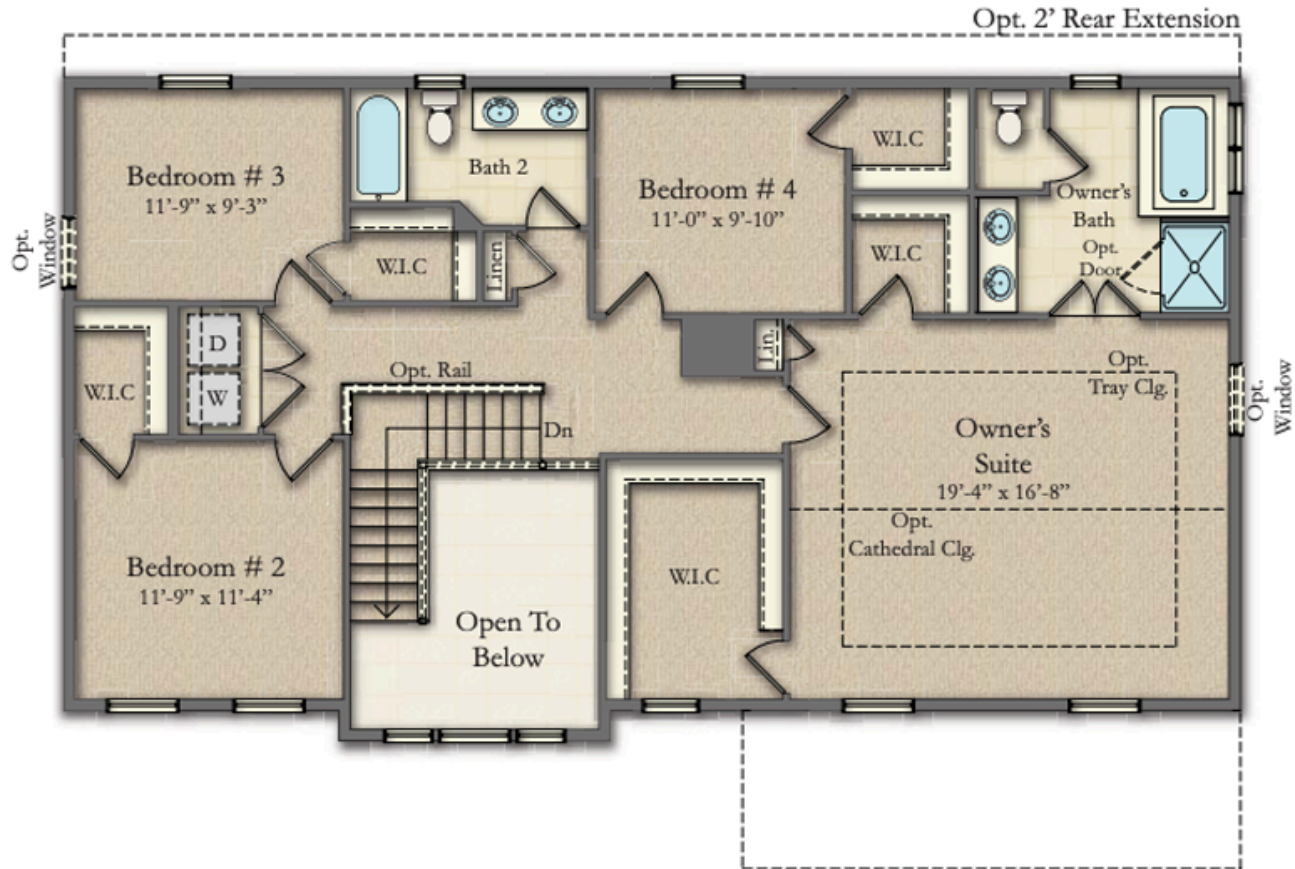 Opt. 2' Rear Extension
Bedroom # 3
11'-9" x 9'-3"
Bath 2
Bedroom # 4
11'-0" x 9'-10"
W.I.C
Owner's
Bath
Opt.
Door
Opt.
Window
W.I.C
Linen
W.I.C
D
W
W.I.C
Opt. Rail
Dn
Lin.
Opt.
Tray Clg.
Opt.
Window
Owner's
Suite
19'-4" x 16'-8"
Opt.
Cathedral Clg.
Bedroom # 2
11'-9" x 11'-4"
Open To
Below
W.I.C